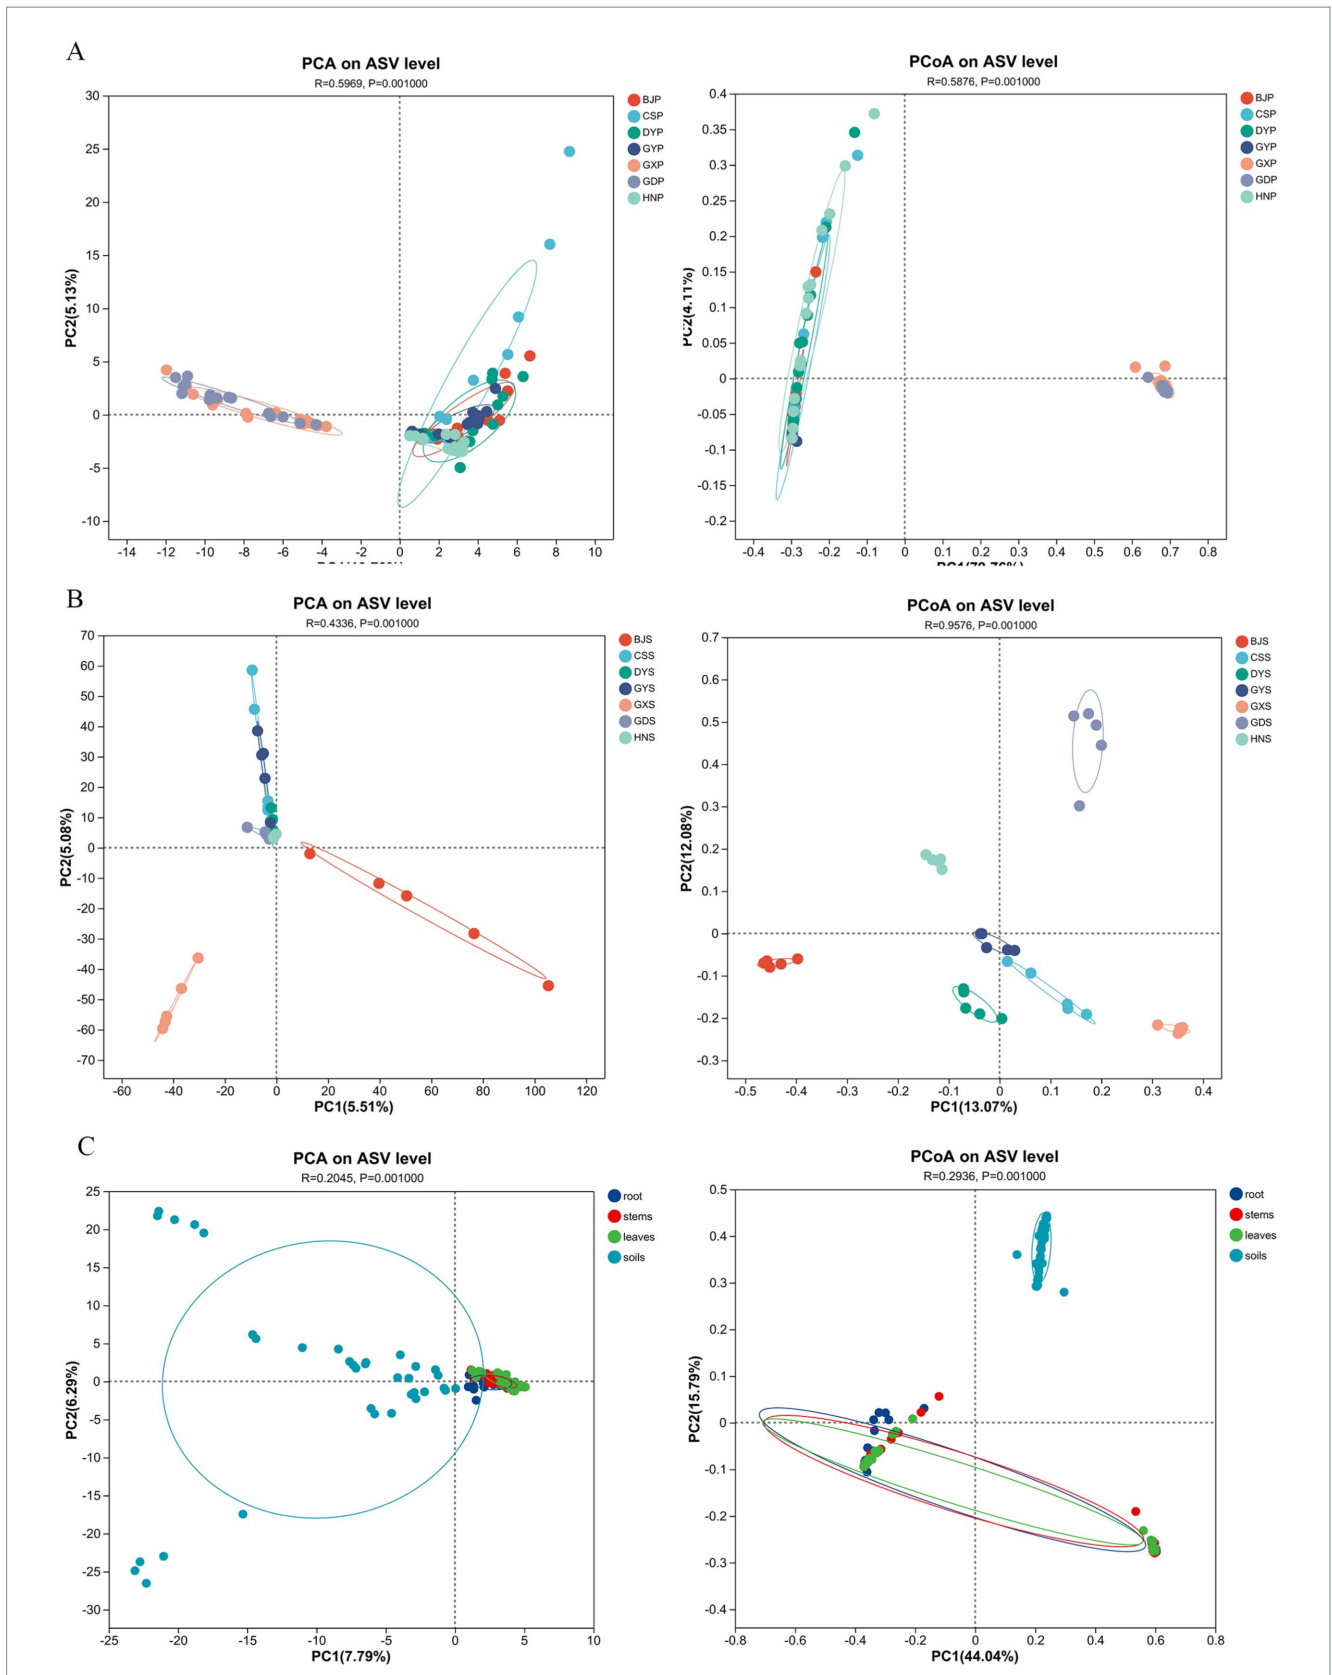 A
PCA on ASV level
R=0.5969, P=0.001000
30
25
20
15
10
5
0
-5
-10
PC2(5.13%)
-14 -12 -10 -8 -6 -4 -2 0 2 4 6 8 10
BJP
CSP
DYP
GYP
GXP
GDP
HNP
PCoA on ASV level
R=0.5876, P=0.001000
0.4
0.35
0.3
0.25
0.2
0.15
0.1
0.05
0
-0.05
-0.1
-0.15
-0.2
PC2(4.11%)
-0.4 -0.3 -0.2 -0.1 0 0.1 0.2 0.3 0.4 0.5 0.6 0.7 0.8
BJP
CSP
DYP
GYP
GXP
GDP
HNP
B
PCA on ASV level
R=0.4336, P=0.001000
70
60
50
40
30
20
10
0
-10
-20
-30
-40
-50
-60
-70
PC2(5.08%)
-60 -40 -20 0 20 40 60 80 100 120
PC1(5.51%)
BJS
CSS
DYS
GYS
GXS
GDS
HNS
PCoA on ASV level
R=0.9576, P=0.001000
0.7
0.6
0.5
0.4
0.3
0.2
0.1
0
-0.1
-0.2
-0.3
PC2(12.08%)
-0.5 -0.4 -0.3 -0.2 -0.1 0 0.1 0.2 0.3 0.4
PC1(13.07%)
BJS
CSS
DYS
GYS
GXS
GDS
HNS
C
PCA on ASV level
R=0.2045, P=0.001000
25
20
15
10
5
0
-5
-10
-15
-20
-25
-30
PC2(6.29%)
-25 -20 -15 -10 -5 0 5 10
PC1(7.79%)
root
stems
leaves
soils
PCoA on ASV level
R=0.2936, P=0.001000
0.5
0.4
0.3
0.2
0.1
0
-0.1
-0.2
-0.3
-0.4
PC2(15.79%)
-0.8 -0.6 -0.4 -0.2 0 0.2 0.4 0.6 0.8
PC1(44.04%)
root
stems
leaves
soils